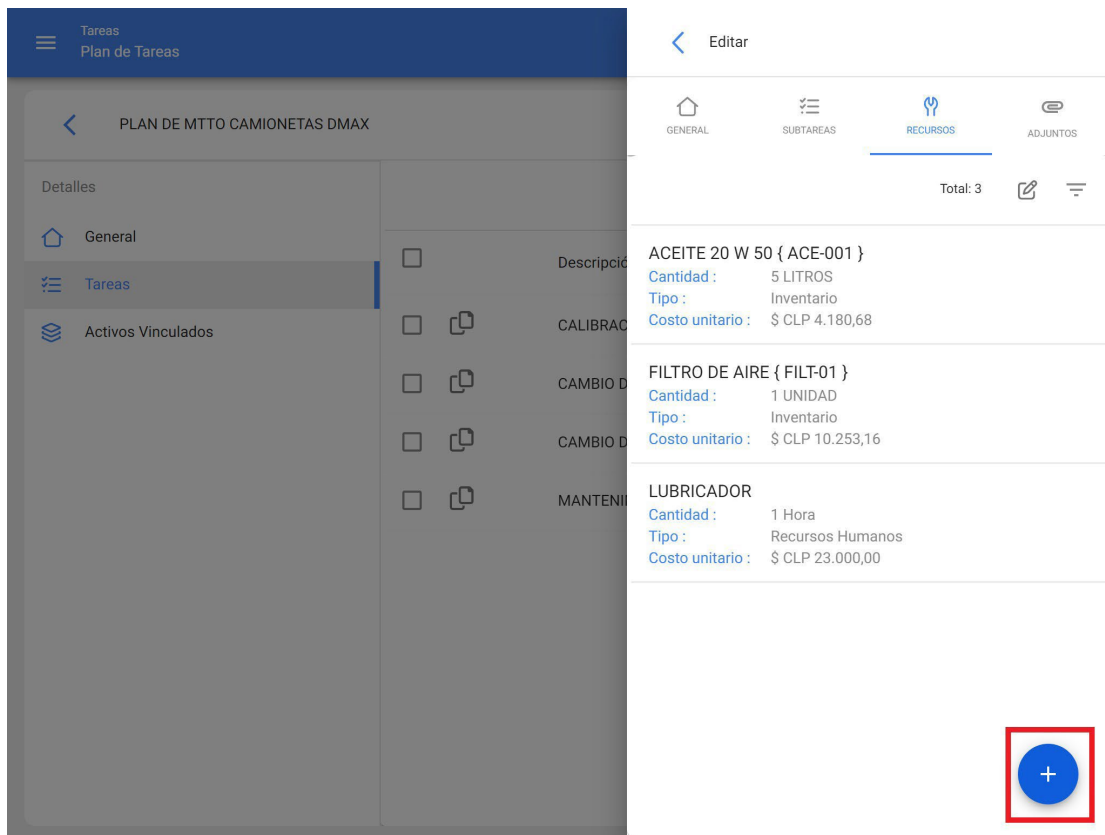 Tareas
Plan de Tareas
PLAN DE MTTO CAMIONETAS DMAX
Detalles
General
Tareas
Activos Vinculados
Descripció
CALIBRAC
CAMBIO D
CAMBIO D
MANTENI
Editar
GENERAL SUBTAREAS RECURSOS ADJUNTOS
Total: 3
ACEITE 20 W 50 { ACE-001 }
Cantidad : 5 LITROS
Tipo : Inventario
Costo unitario : $ CLP 4.180,68
FILTRO DE AIRE { FILT-01 }
Cantidad : 1 UNIDAD
Tipo : Inventario
Costo unitario : $ CLP 10.253,16
LUBRICADOR
Cantidad : 1 Hora
Tipo : Recursos Humanos
Costo unitario : $ CLP 23.000,00